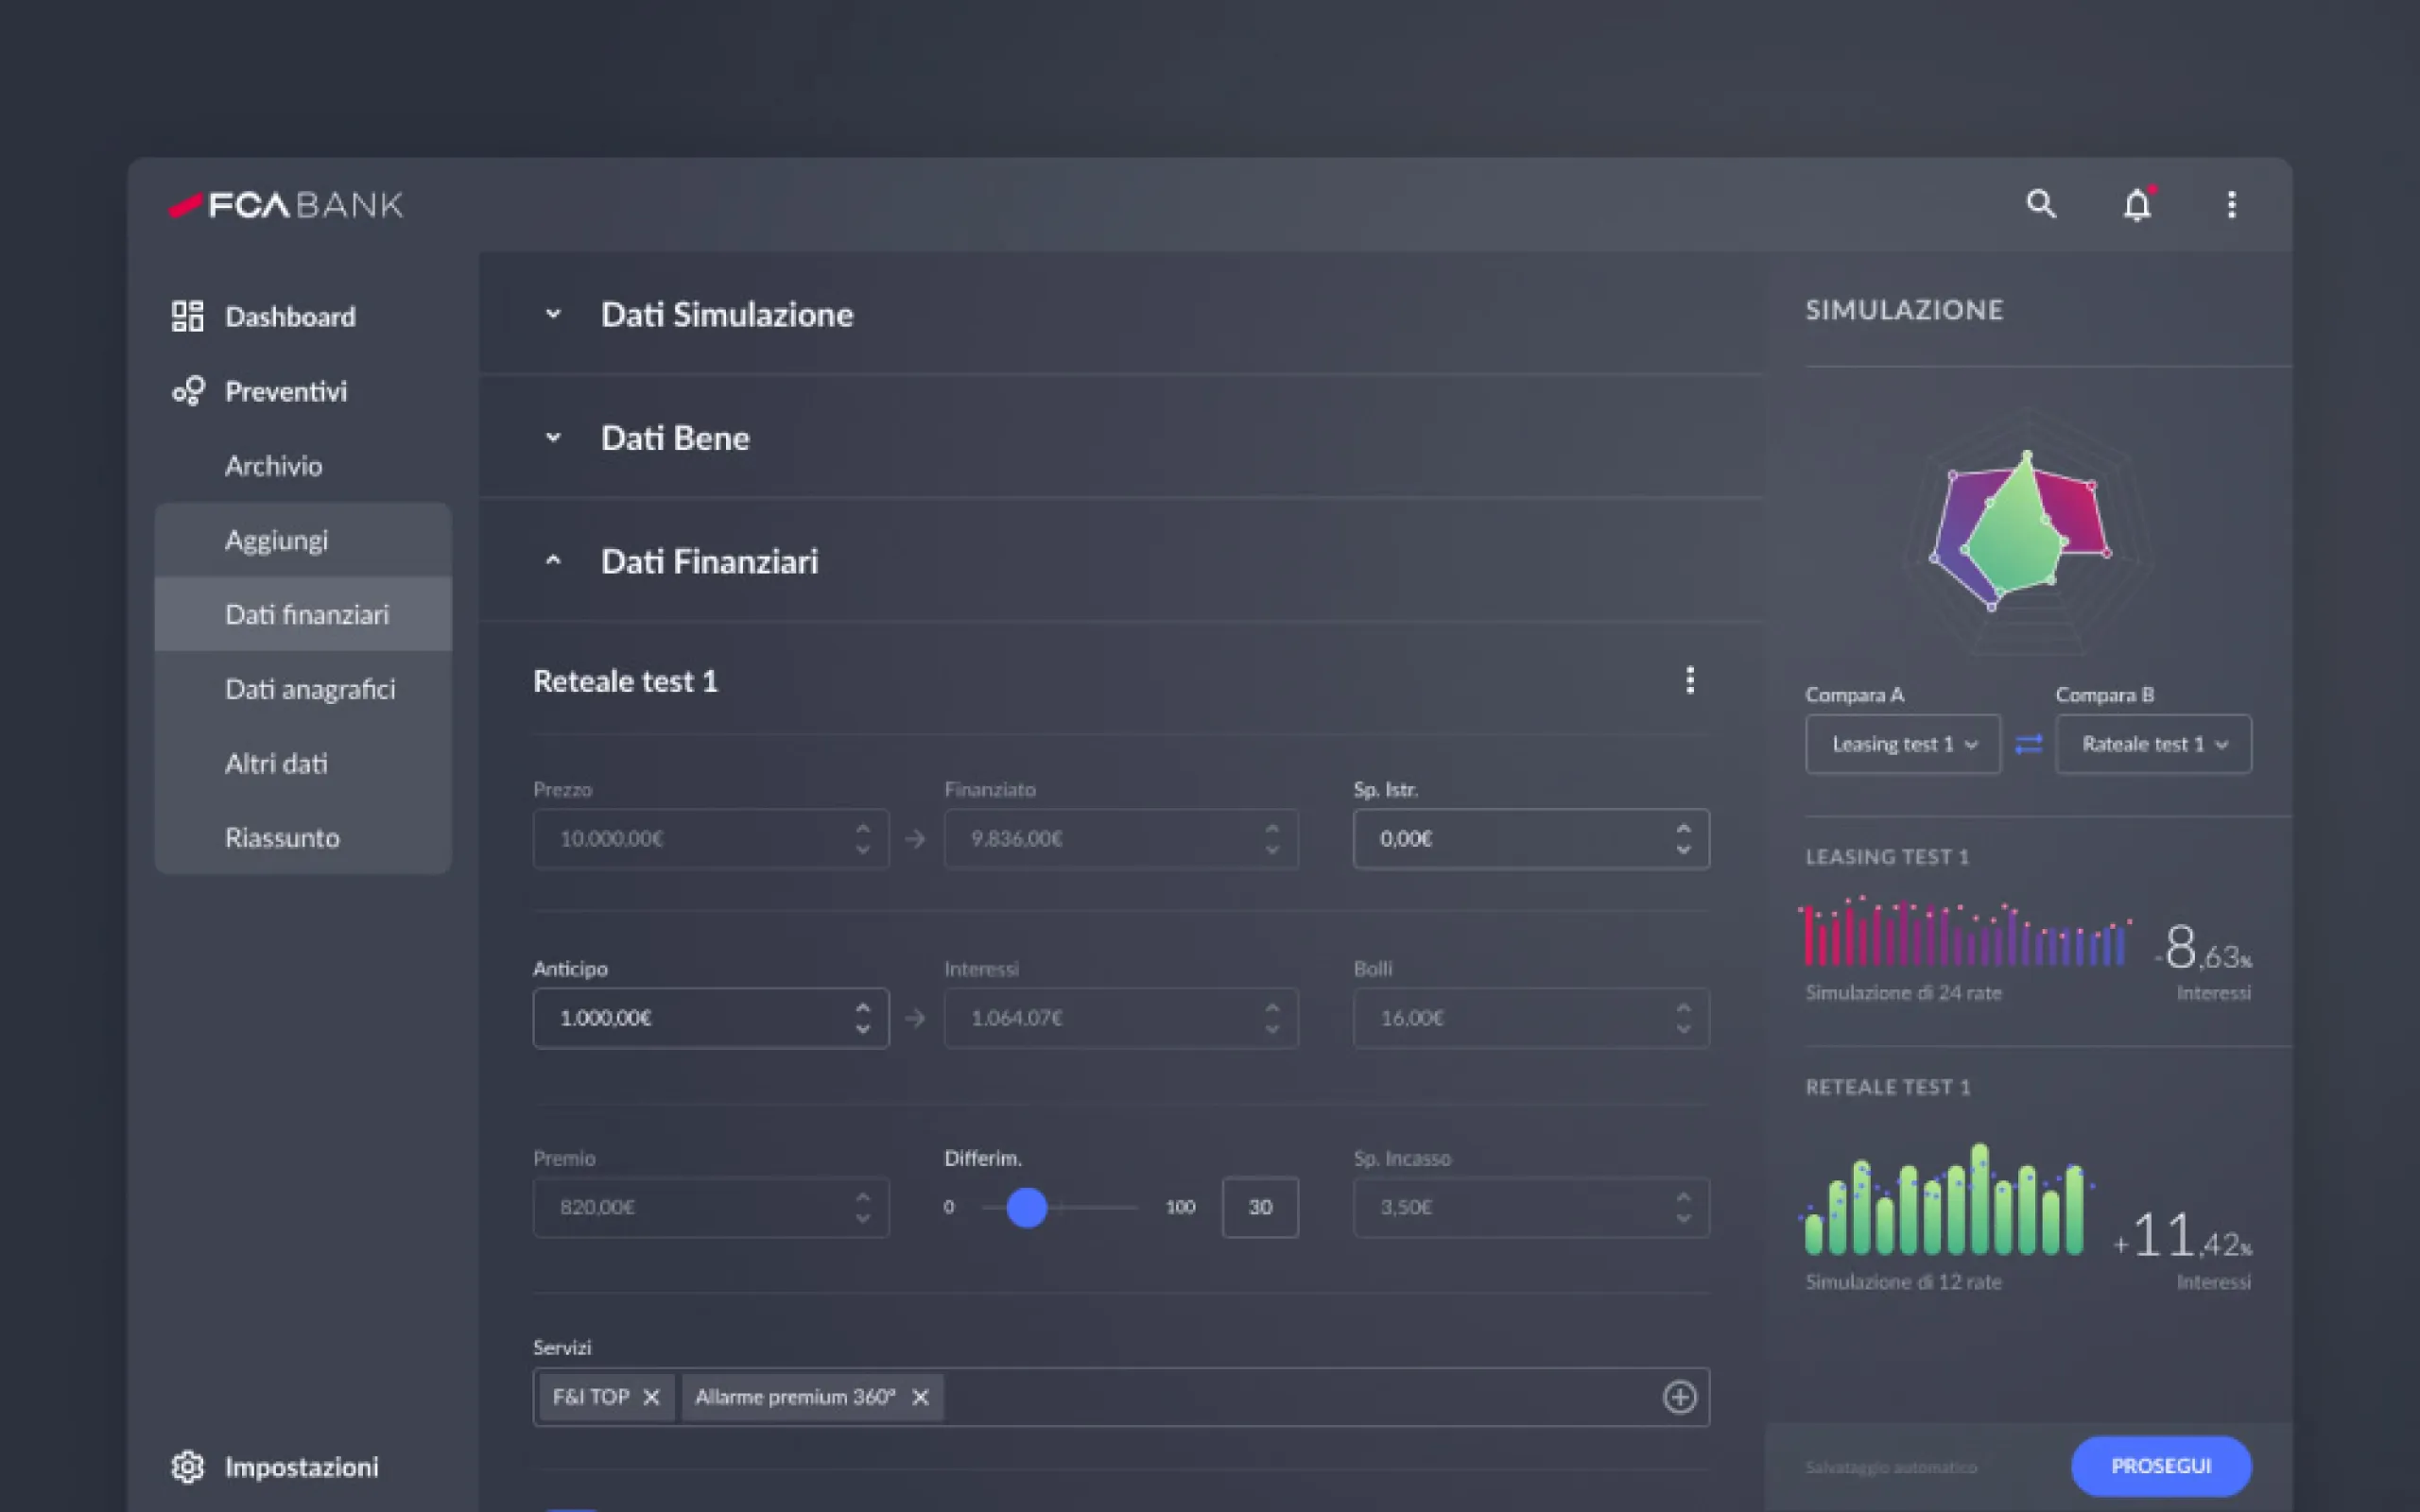 FCA BANK
Dashboard
Preventivi
Archivio
Aggiungi
Dati finanziari
Dati anagrafici
Altri dati
Riassunto
Impostazioni
Dati Simulazione
Dati Bene
Dati Finanziari
Reteale test 1
Prezzo Finanziato Sp. Istr.
10.000,00€ 9.836,00€ 0,00€
Anticipo Interessi Bolli
1.000,00€ 1.064,07€ 16,00€
Premio Differim. Sp. Incasso
820,00€ 0 100 30 3,50€
Servizi
F&I TOP Allarme premium 360°
SIMULAZIONE
Compara A Compara B
Leasing test 1 Rateale test 1
LEASING TEST 1
-8,63%
Simulazione di 24 rate Interessi
RETEALE TEST 1
+11,42%
Simulazione di 12 rate Interessi
Salvataggio automatico PROSEGUI